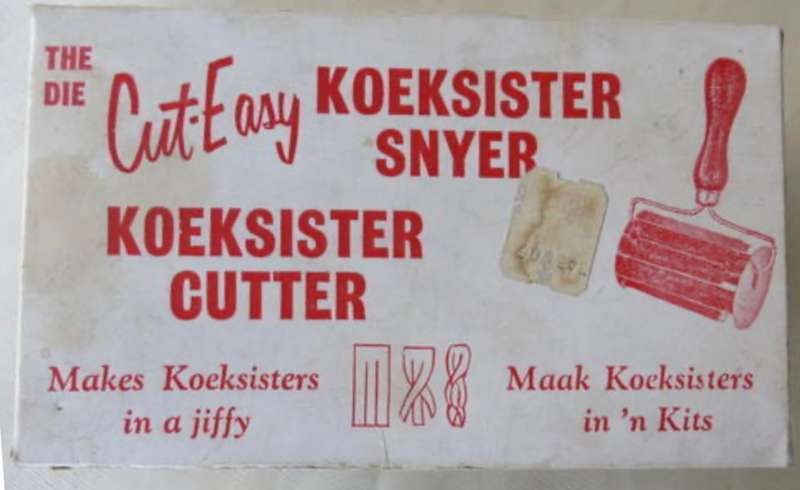 THE
DIE
Cut-Easy
KOEKSISTER
SNYER
KOEKSISTER
CUTTER
Makes Koeksisters
in a jiffy
Maak Koeksisters
in 'n Kits